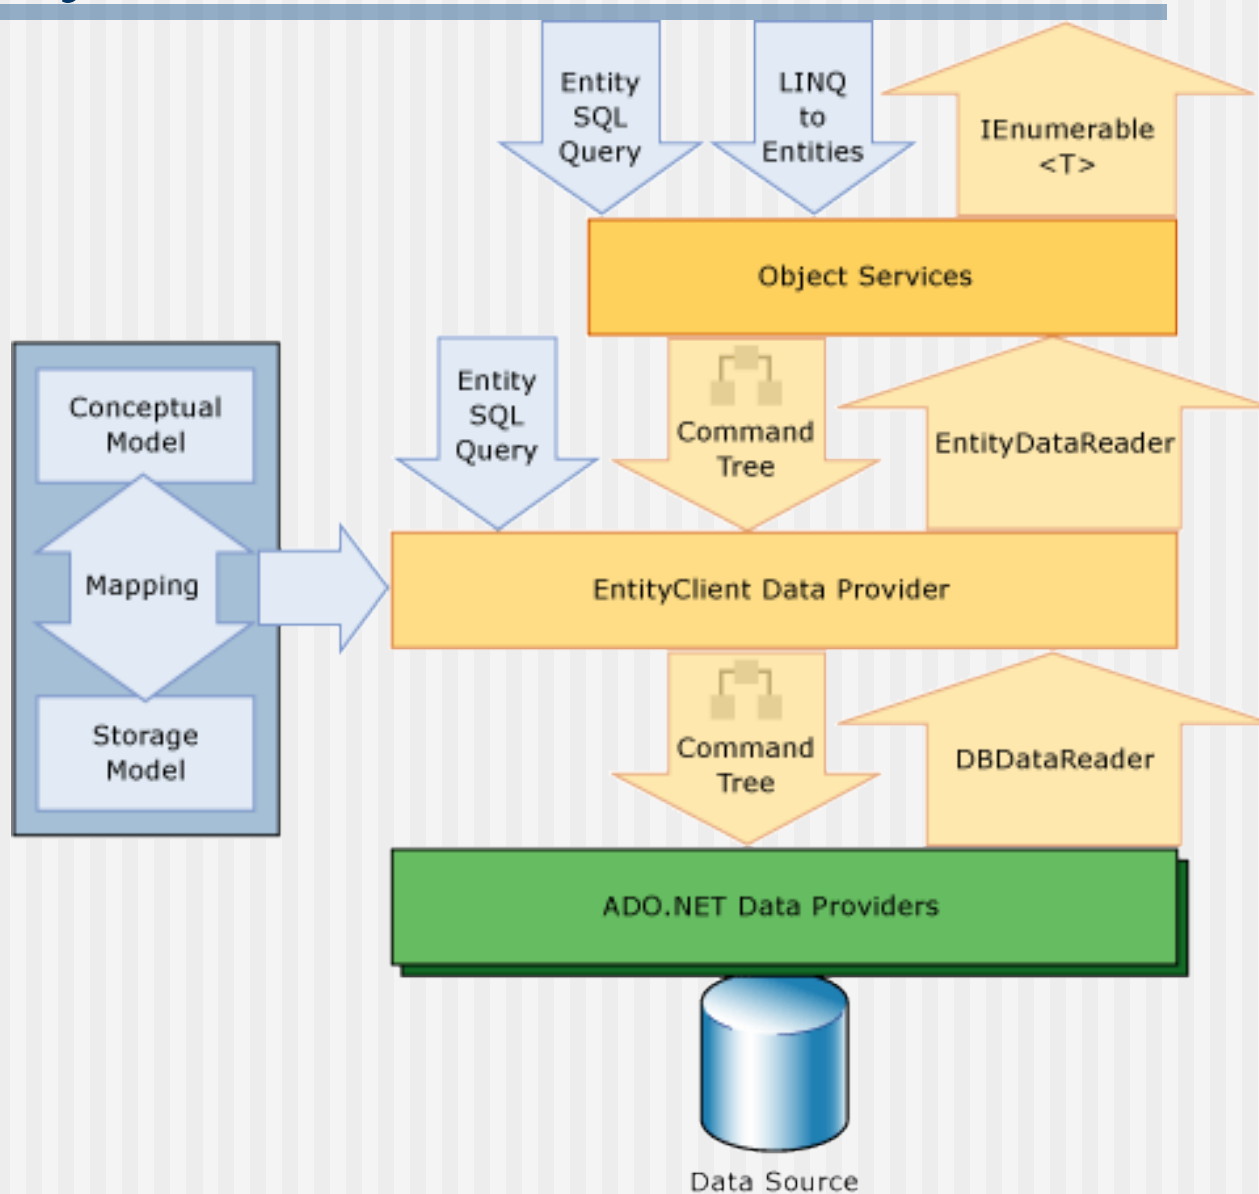 Entity
SQL
Query
LINQ
to
Entities
IEnumerable
<T>
Object Services
Conceptual
Model
Mapping
Storage
Model
Entity
SQL
Query
Command
Tree
EntityDataReader
EntityClient Data Provider
Command
Tree
DBDataReader
ADO.NET Data Providers
Data Source